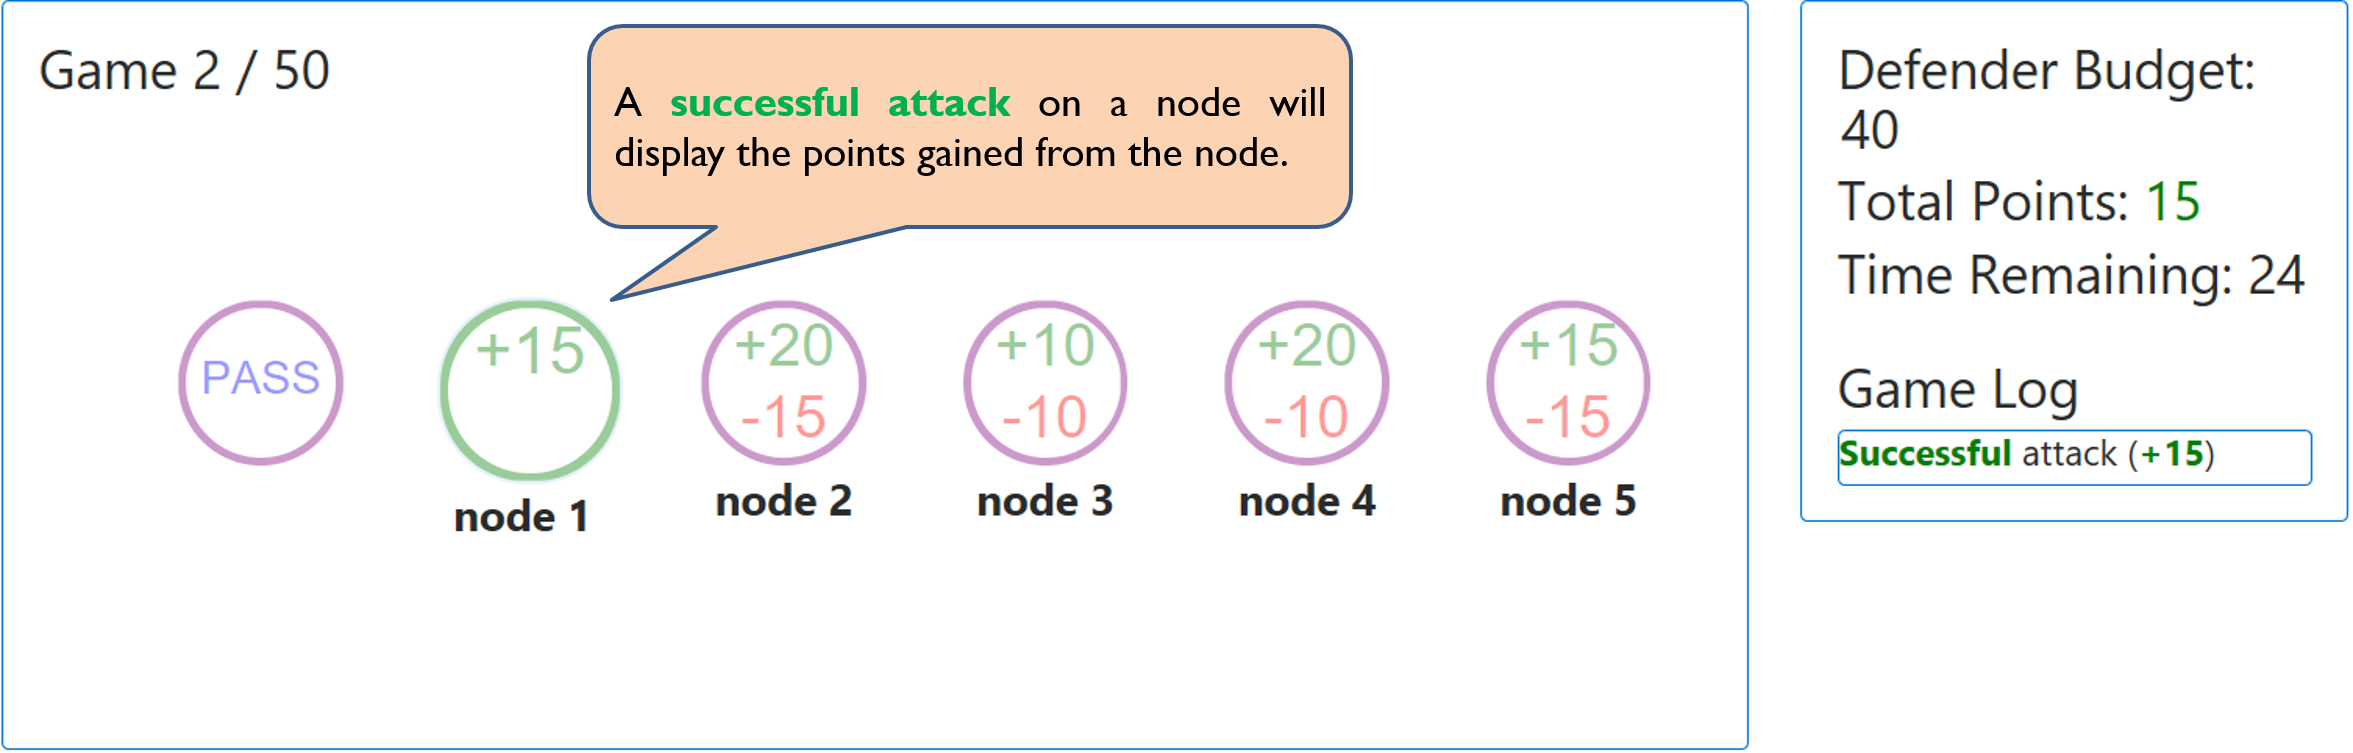 Game 2 / 50
A successful attack on a node will
display the points gained from the node.
PASS
+15
node 1
+20
-15
node 2
+10
-10
node 3
+20
-10
node 4
+15
-15
node 5
Defender Budget:
40
Total Points: 15
Time Remaining: 24
Game Log
Successful attack (+15)